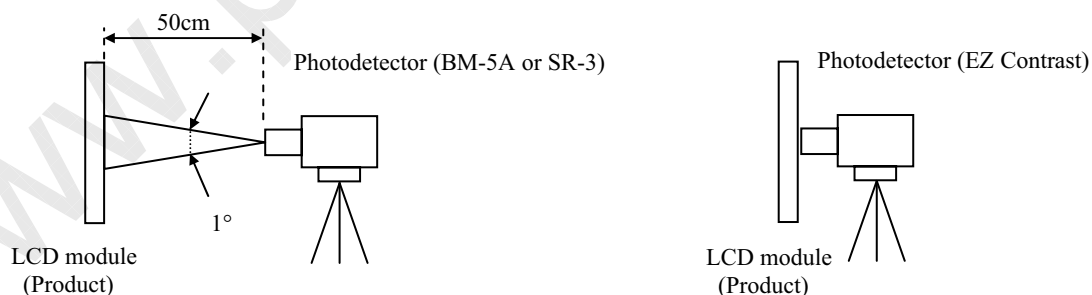 50cm
Photodetector (BM-5A or SR-3)
1°
LCD module
(Product)
Photodetector (EZ Contrast)
LCD module
(Product)